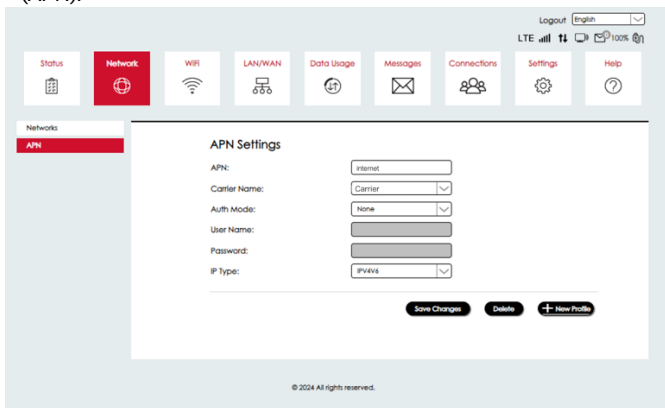 (APN).
Logout English
LTE 100%
Status Network WiFi LAN/WAN Data Usage Messages Connections Settings Help
Networks
APN
APN Settings
APN: internet
Carrier Name: Carrier
Auth Mode: None
User Name:
Password:
IP Type: IPV4V6
Save Changes Delete New Profile
© 2024 All rights reserved.